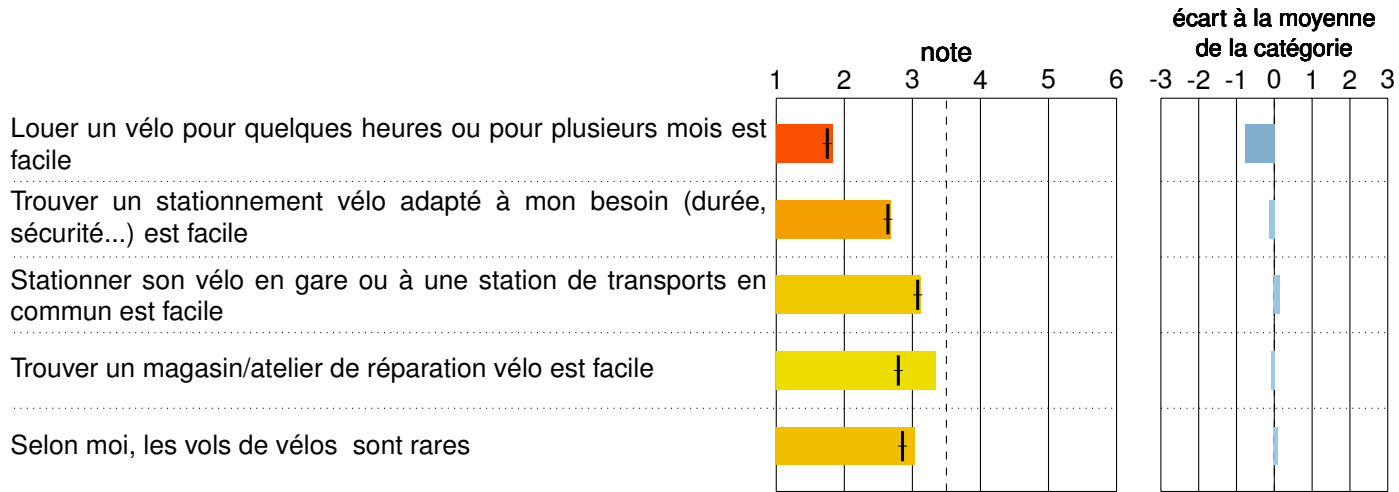 écart à la moyenne
de la catégorie
note
1 2 3 4 5 6
-3 -2 -1 0 1 2 3
Louer un vélo pour quelques heures ou pour plusieurs mois est
facile
Trouver un stationnement vélo adapté à mon besoin (durée,
sécurité...) est facile
Stationner son vélo en gare ou à une station de transports en
commun est facile
Trouver un magasin/atelier de réparation vélo est facile
Selon moi, les vols de vélos sont rares